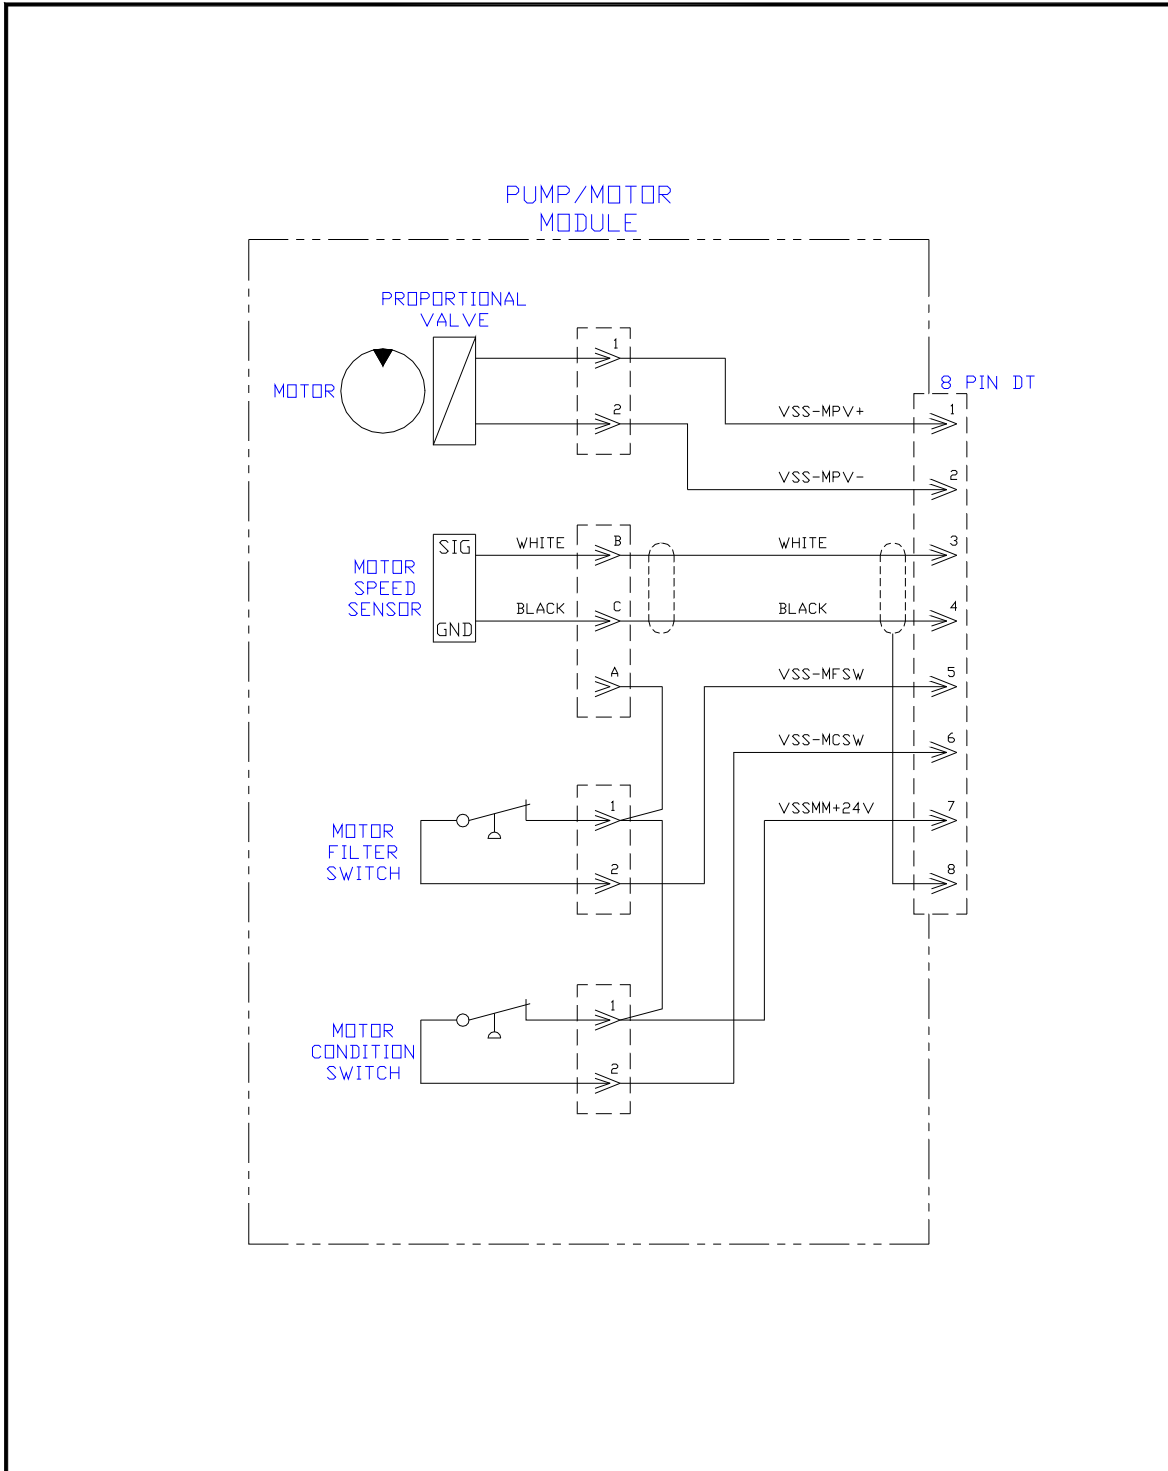 PUMP/MOTOR
MODULE
PROPORTIONAL
VALVE
MOTOR
1
2
8 PIN DT
VSS-MPV+
1
VSS-MPV-
2
MOTOR
SPEED
SENSOR
SIG
GND
WHITE
B
WHITE
3
BLACK
C
BLACK
4
A
VSS-MFSW
5
VSS-MCSW
6
VSSMM+24V
7
MOTOR
FILTER
SWITCH
1
2
8
MOTOR
CONDITION
SWITCH
1
2